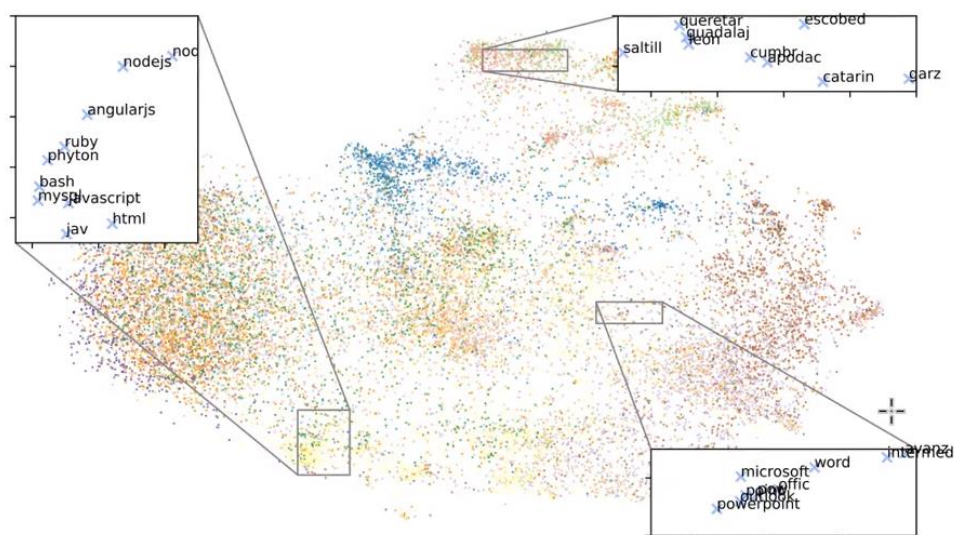 nodejs
noc
angularjs
ruby
phyton
bash
mysql
javascript
html
jav
queretar
escobed
guadalaj
leon
saltill
cumbr
apodac
catarin
garz
avanz
intermed
word
microsoft
offic
outlook
powerpoint